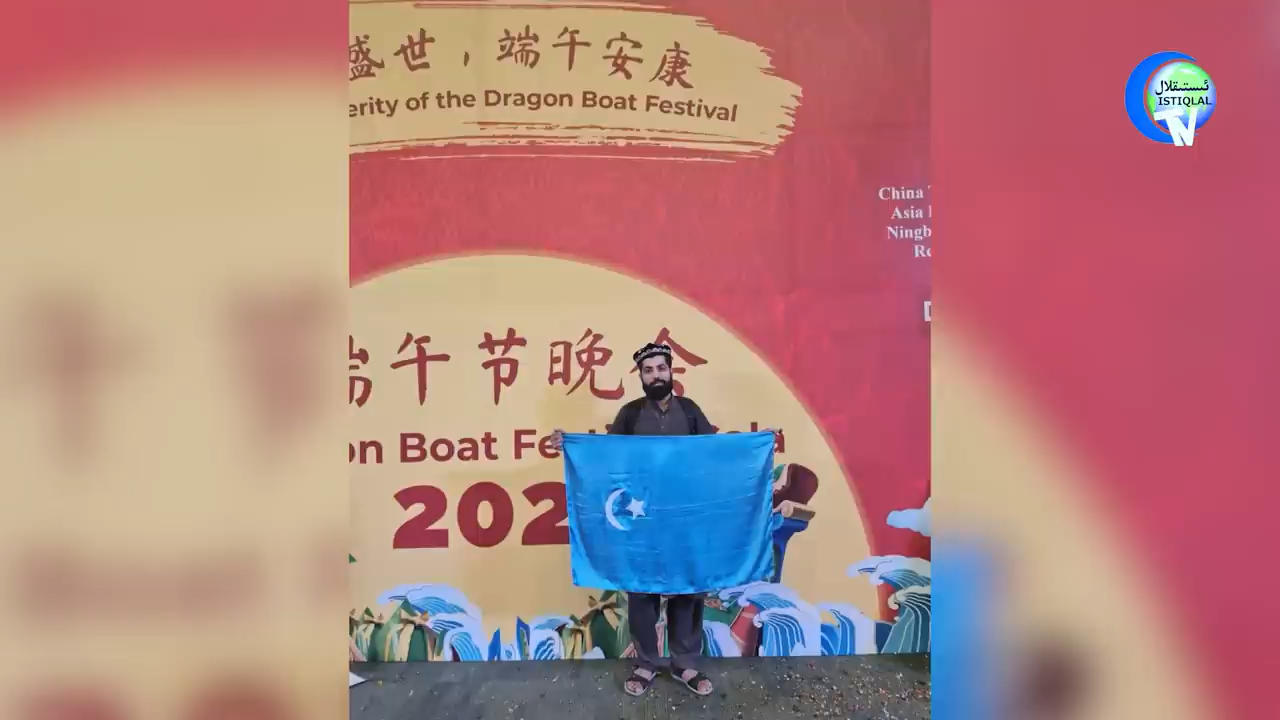 盛世，端午安康
erity of the Dragon Boat Festival
ئىستىقلال
ISTIQLAL
TV
China
Asia
Ningb
端午节晚会
on Boat Fe
202